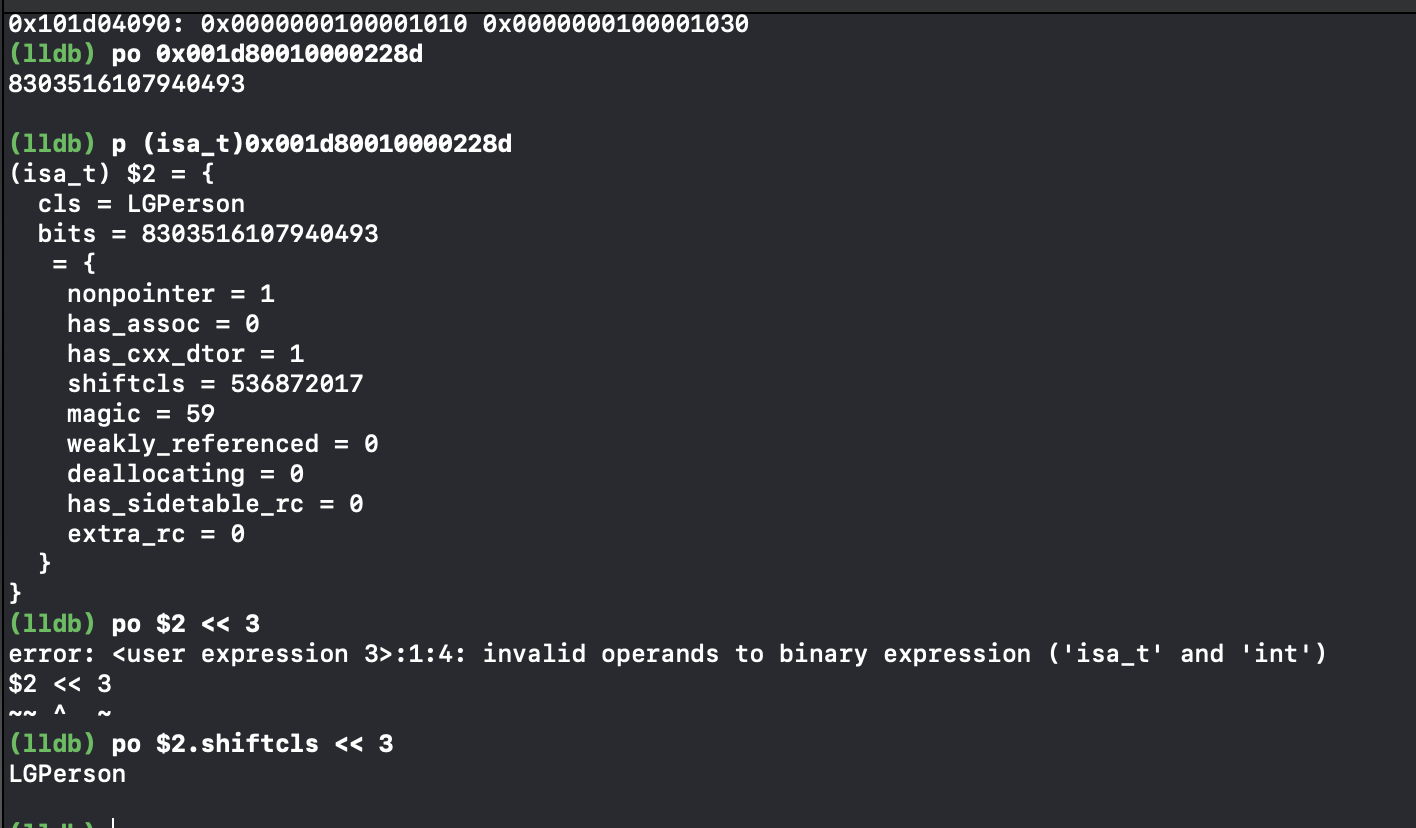 0x101d04090: 0x0000000100001010 0x0000000100001030
(lldb) po 0x001d80010000228d
8303516107940493
(lldb) p (isa_t)0x001d80010000228d
(isa_t) $2 = {
  cls = LGPerson
  bits = 8303516107940493
   = {
    nonpointer = 1
    has_assoc = 0
    has_cxx_dtor = 1
    shiftcls = 536872017
    magic = 59
    weakly_referenced = 0
    deallocating = 0
    has_sidetable_rc = 0
    extra_rc = 0
  }
}
(lldb) po $2 << 3
error: <user expression 3>:1:4: invalid operands to binary expression ('isa_t' and 'int')
$2 << 3
~~ ^  ~
(lldb) po $2.shiftcls << 3
LGPerson
(lldb)